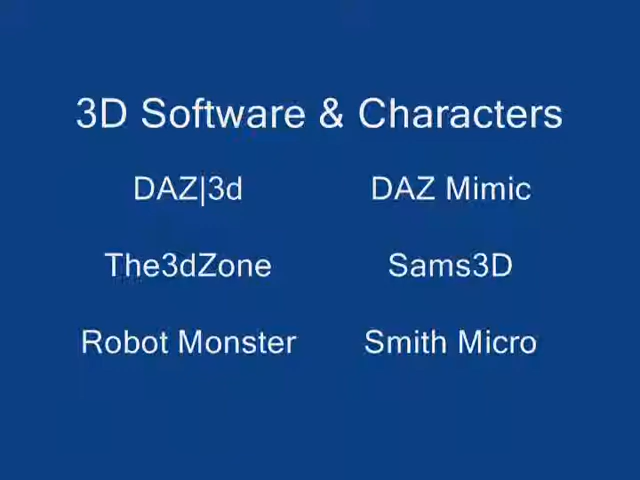 3D Software & Characters
DAZ|3d DAZ Mimic
The3dZone Sams3D
Robot Monster Smith Micro